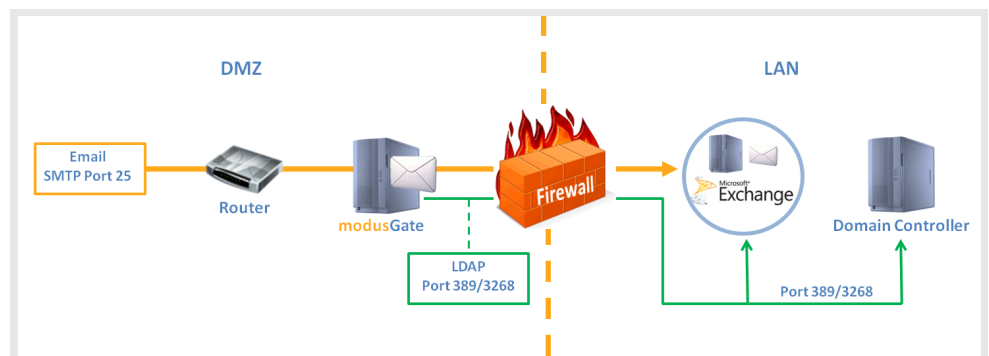 DMZ
LAN
Email
SMTP Port 25
Router
modusGate
Firewall
Microsoft®
Exchange
Domain Controller
LDAP
Port 389/3268
Port 389/3268